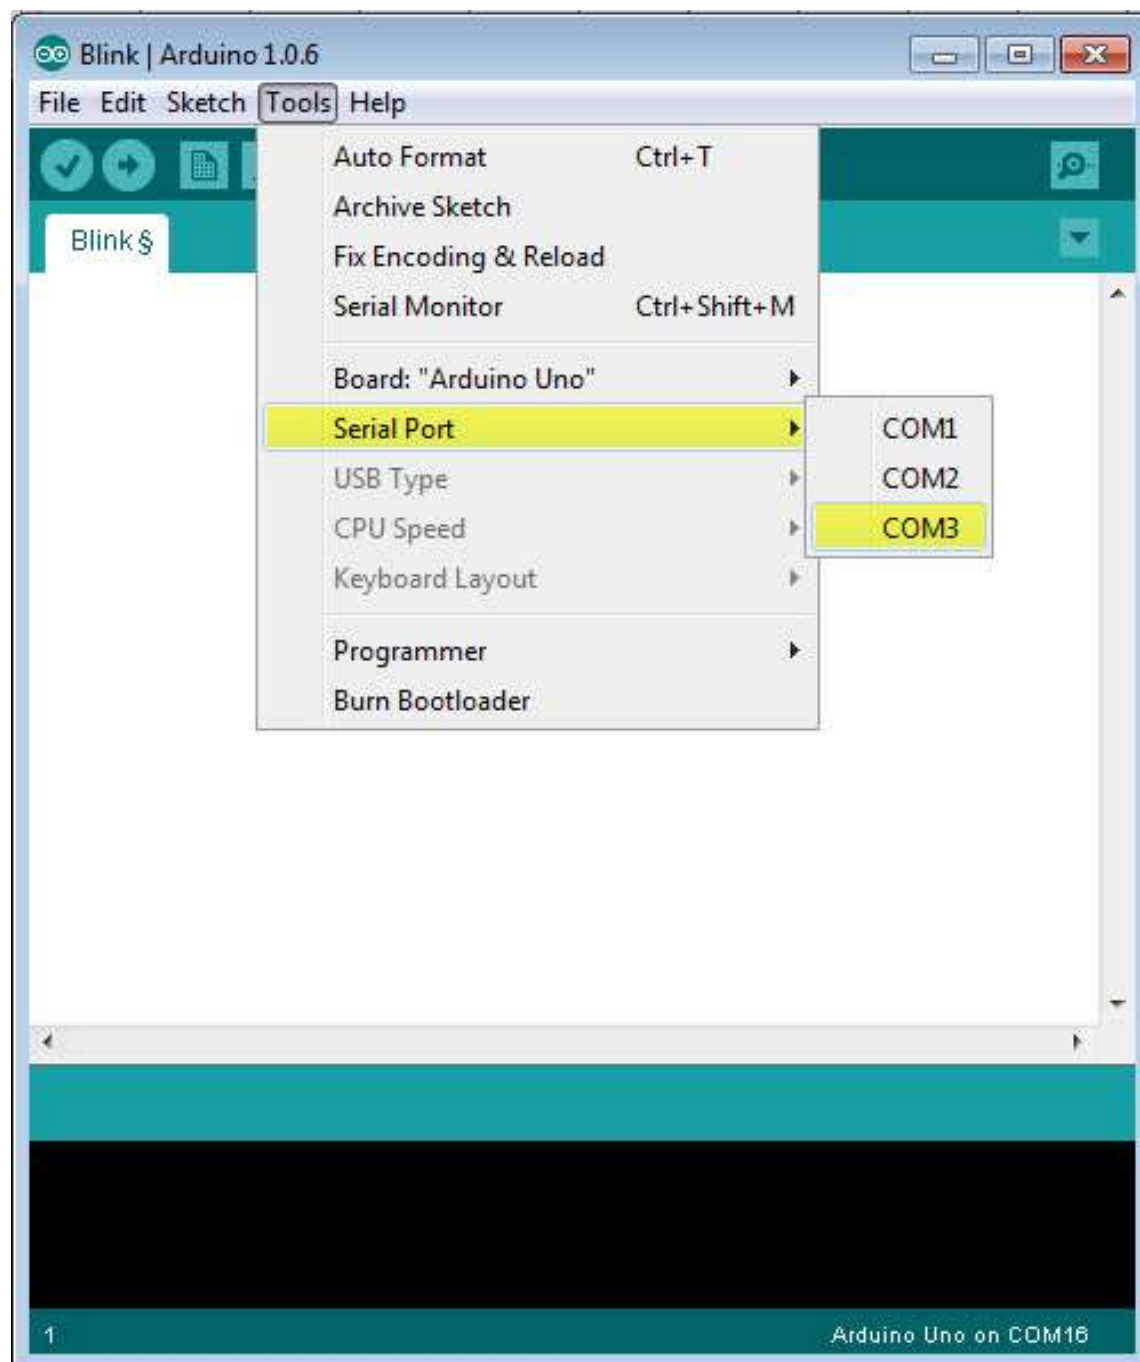 Blink | Arduino 1.0.6
File Edit Sketch Tools Help
Auto Format Ctrl+T
Archive Sketch
Blink §
Fix Encoding & Reload
Serial Monitor Ctrl+Shift+M
Board: "Arduino Uno"
Serial Port COM1
USB Type COM2
CPU Speed COM3
Keyboard Layout
Programmer
Burn Bootloader
1 Arduino Uno on COM16